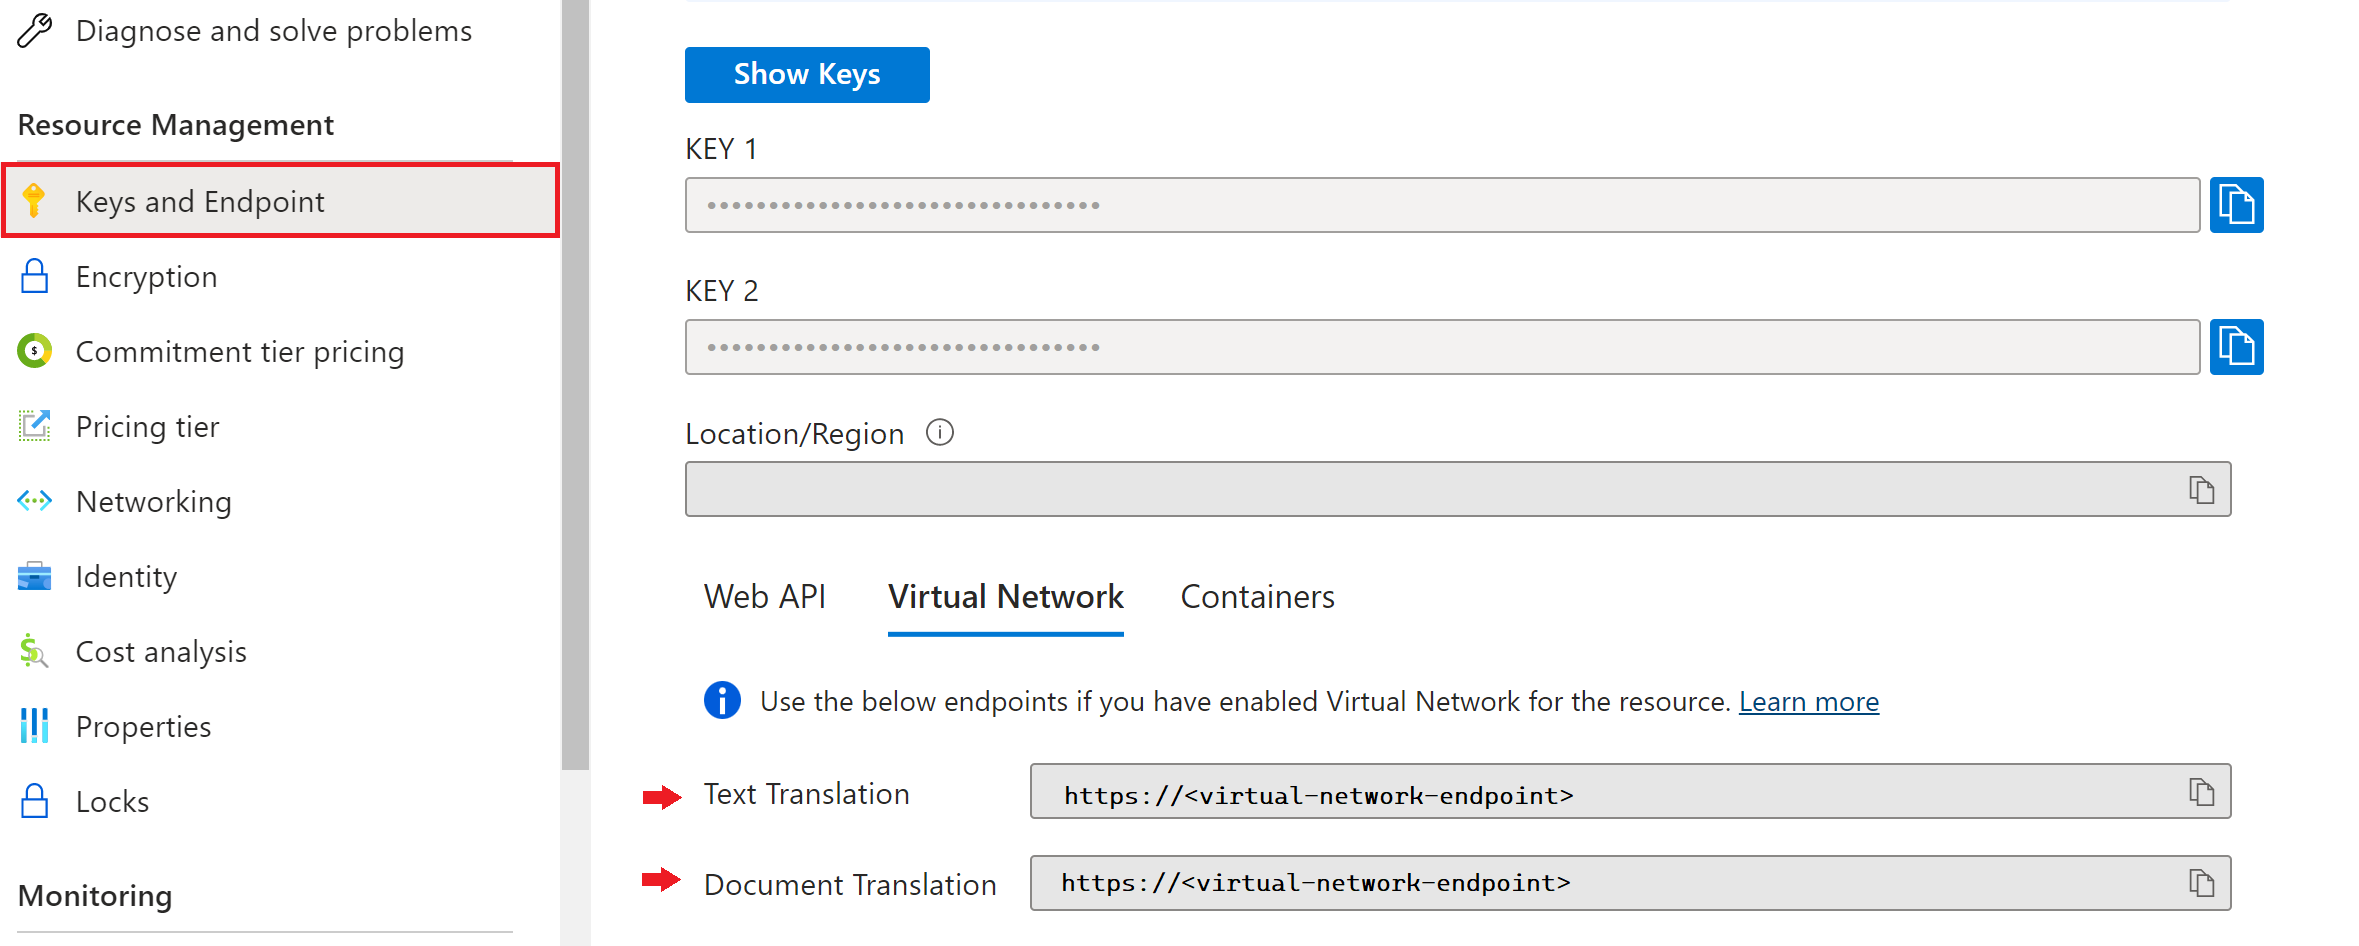 Diagnose and solve problems
Resource Management
Keys and Endpoint
Encryption
Commitment tier pricing
Pricing tier
Networking
Identity
Cost analysis
Properties
Locks
Monitoring
Show Keys
KEY 1
••••••••••••••••••••••••••••••••
KEY 2
••••••••••••••••••••••••••••••••
Location/Region
Web API Virtual Network Containers
Use the below endpoints if you have enabled Virtual Network for the resource. Learn more
Text Translation https://<virtual-network-endpoint>
Document Translation https://<virtual-network-endpoint>